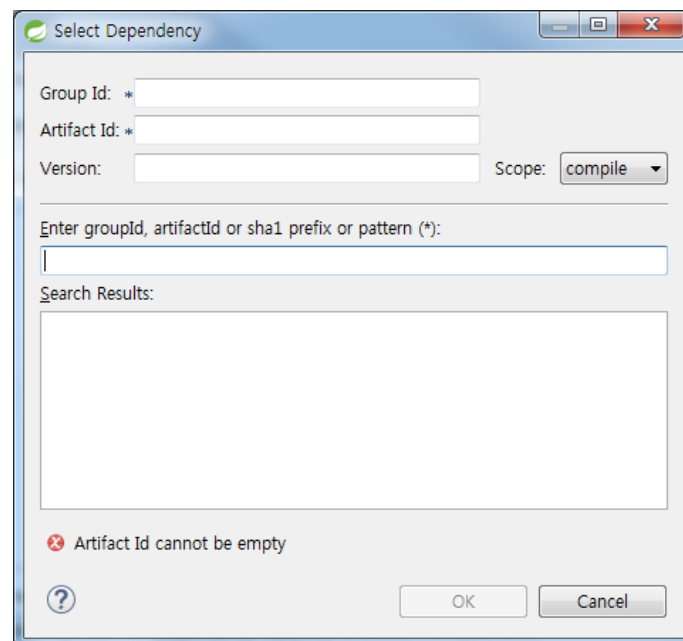 Select Dependency
Group Id: *
Artifact Id: *
Version:
Scope: compile
Enter groupId, artifactId or sha1 prefix or pattern (*):
Search Results:
Artifact Id cannot be empty
? OK Cancel